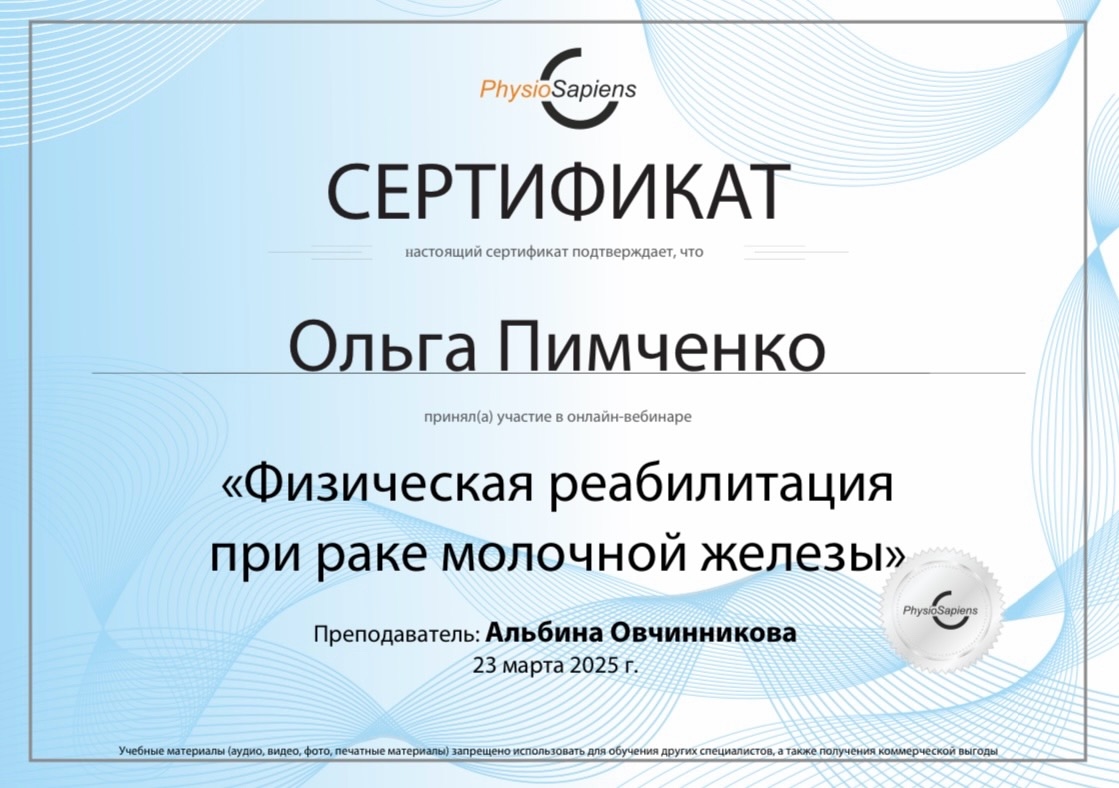 PhysioSapiens
СЕРТИФИКАТ
настоящий сертификат подтверждает, что
Ольга Пимченко
принял(а) участие в онлайн-вебинаре
«Физическая реабилитация
при раке молочной железы»
PhysioSapiens
Преподаватель: Альбина Овчинникова
23 марта 2025 г.
Учебные материалы (аудио, видео, фото, печатные материалы) запрещено использовать для обучения других специалистов, а также получения коммерческой выгоды